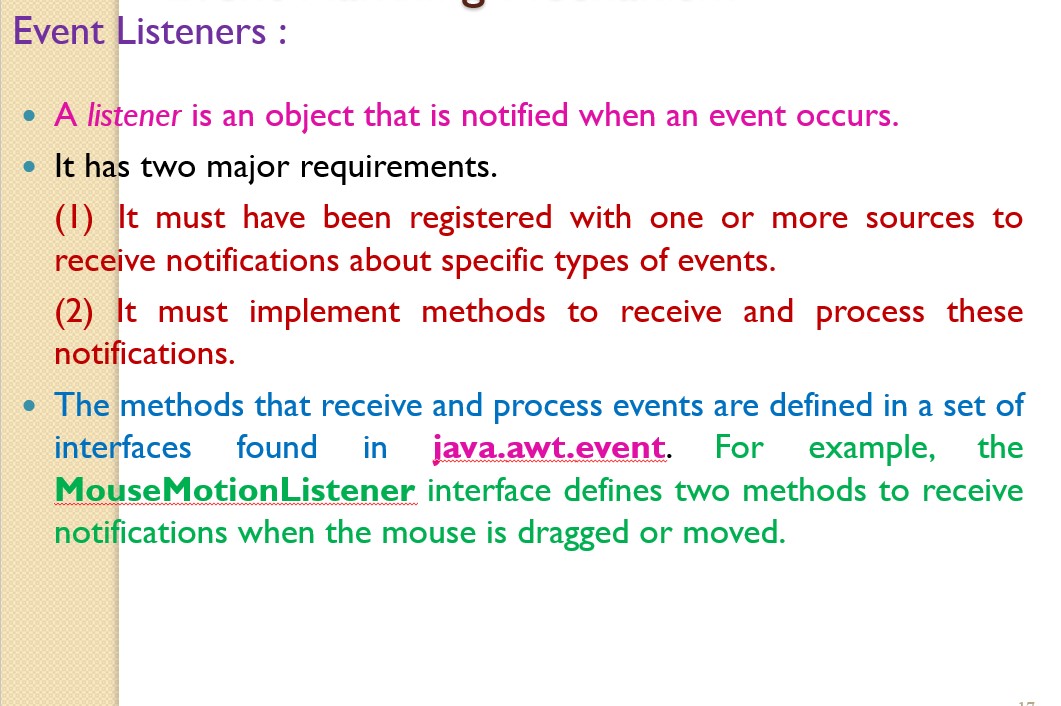 Event Listeners :
• A listener is an object that is notified when an event occurs.
• It has two major requirements.
(1) It must have been registered with one or more sources to
receive notifications about specific types of events.
(2) It must implement methods to receive and process these
notifications.
• The methods that receive and process events are defined in a set of
interfaces found in java.awt.event. For example, the
MouseMotionListener interface defines two methods to receive
notifications when the mouse is dragged or moved.